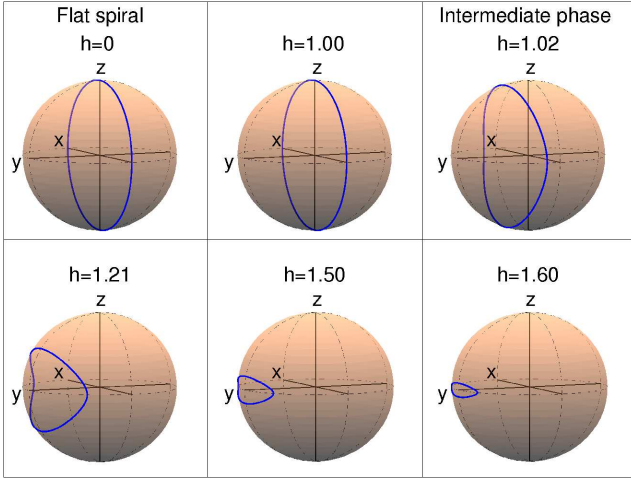 Flat spiral
Intermediate phase
h=0
h=1.00
h=1.02
z
z
z
x
x
x
y
y
y
h=1.21
h=1.50
h=1.60
z
z
z
x
x
x
y
y
y